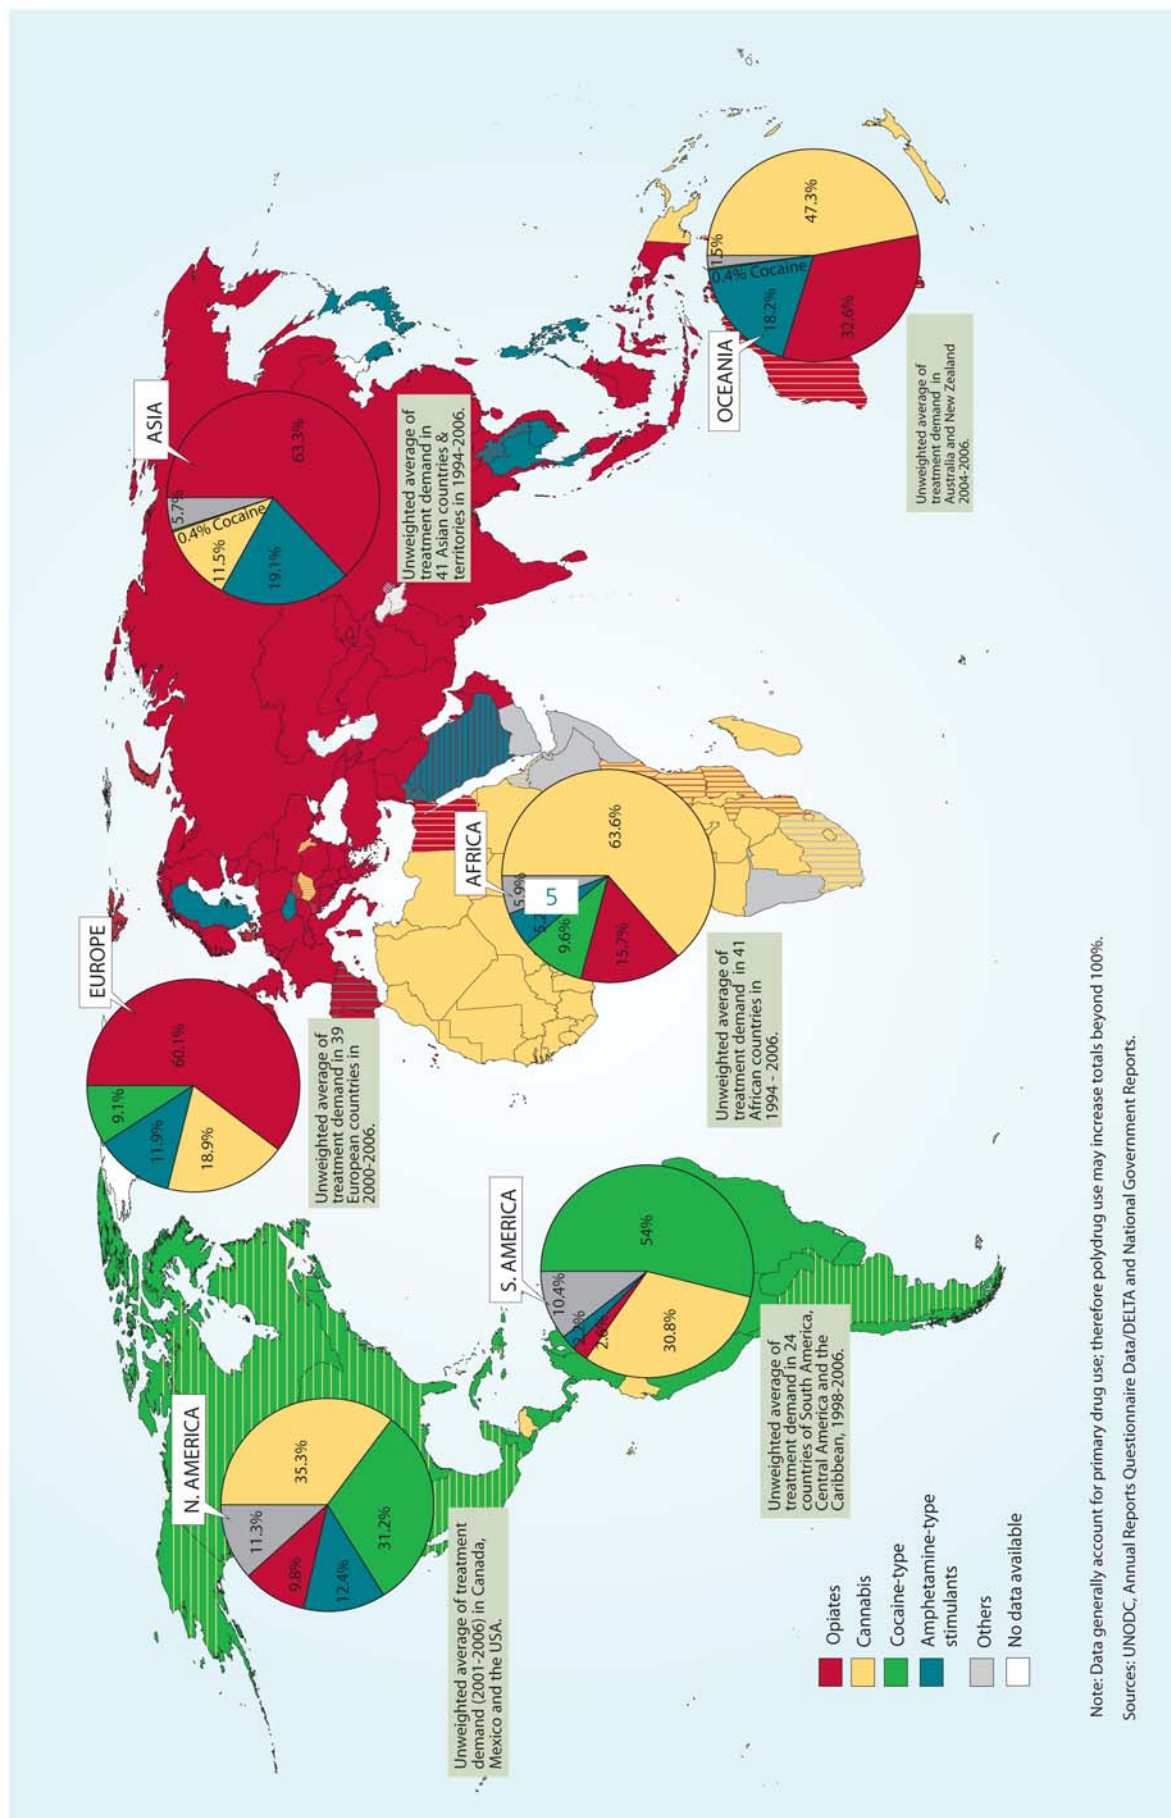 N. AMERICA
11.3%
35.3%
9.8%
12.4%
31.2%
Unweighted average of treatment
demand (2001-2006) in Canada,
Mexico and the USA.
EUROPE
9.1%
60.1%
11.9%
18.9%
Unweighted average of
treatment demand in 39
European countries in
2000-2006.
ASIA
5.7%
0.4% Cocaine
11.5%
63.3%
19.1%
Unweighted average of
treatment demand in
41 Asian countries &
territories in 1994-2006.
S. AMERICA
10.4%
54%
2.2%
2.6%
30.8%
Unweighted average of
treatment demand in 24
countries of South America,
Central America and the
Caribbean, 1998-2006.
AFRICA
5.9%
5
63.6%
9.6%
15.7%
Unweighted average of
treatment demand in 41
African countries in
1994 - 2006.
OCEANIA
1.5%
0.4% Cocaine
47.3%
18.2%
32.6%
Unweighted average of
treatment demand in
Australia and New Zealand
2004-2006.
Opiates
Cannabis
Cocaine-type
Amphetamine-type
stimulants
Others
No data available
Note: Data generally account for primary drug use; therefore polydrug use may increase totals beyond 100%.
Sources: UNODC, Annual Reports Questionnaire Data/DELTA and National Government Reports.